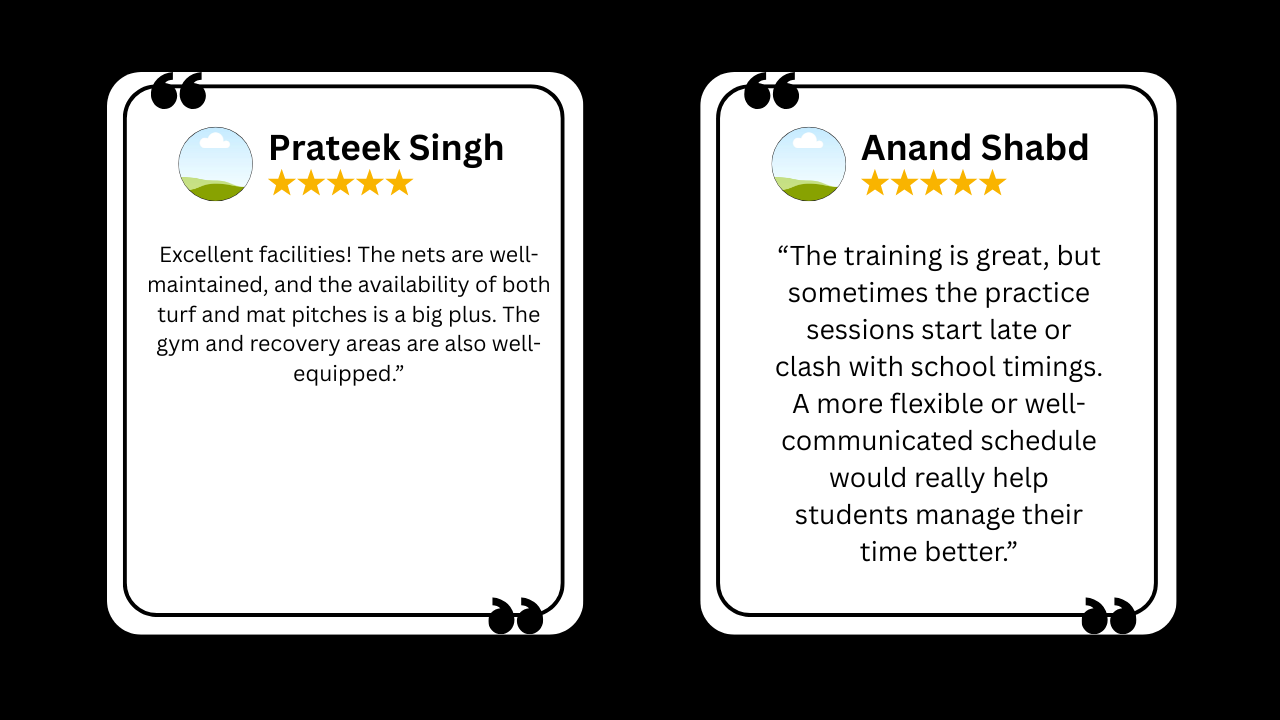 Prateek Singh
Excellent facilities! The nets are well-
maintained, and the availability of both
turf and mat pitches is a big plus. The
gym and recovery areas are also well-
equipped.”
Anand Shabd
“The training is great, but
sometimes the practice
sessions start late or
clash with school timings.
A more flexible or well-
communicated schedule
would really help
students manage their
time better.”